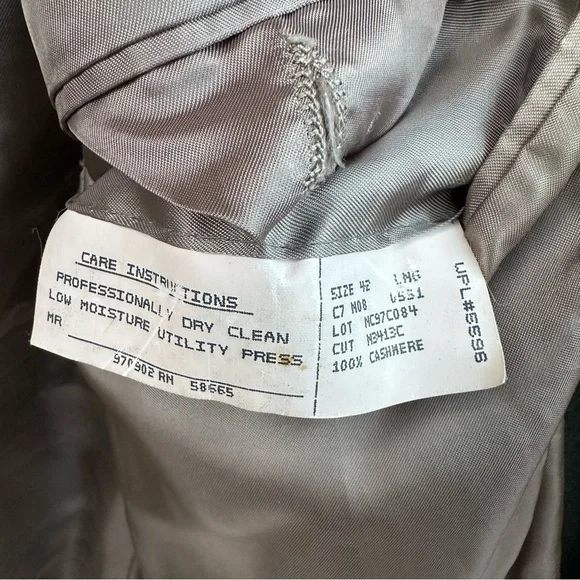 CARE INSTRUCTIONS
PROFESSIONALLY DRY CLEAN
LOW MOISTURE UTILITY PRESS
MR
970902 RN 58665
SIZE 42 LNG
C7 N08 0551
LOT NC97C084
CUT N3413C
100% CASHMERE
WPL#5596